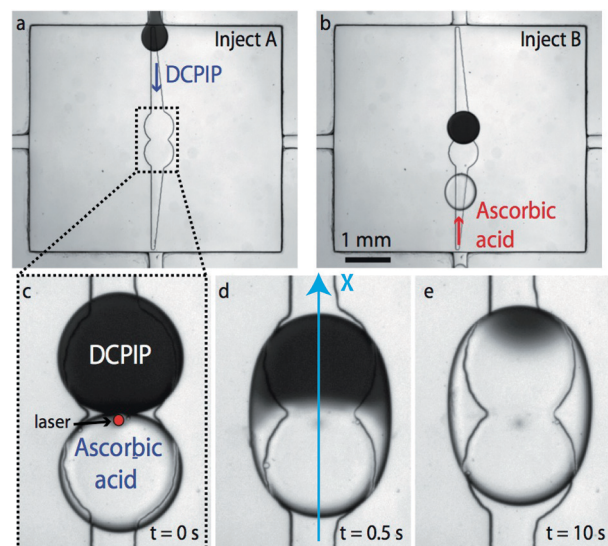 a
Inject A
DCPIP
b
Inject B
Ascorbic
acid
1 mm
c
DCPIP
laser
Ascorbic
acid
t = 0 s
d
X
t = 0.5 s
e
t = 10 s